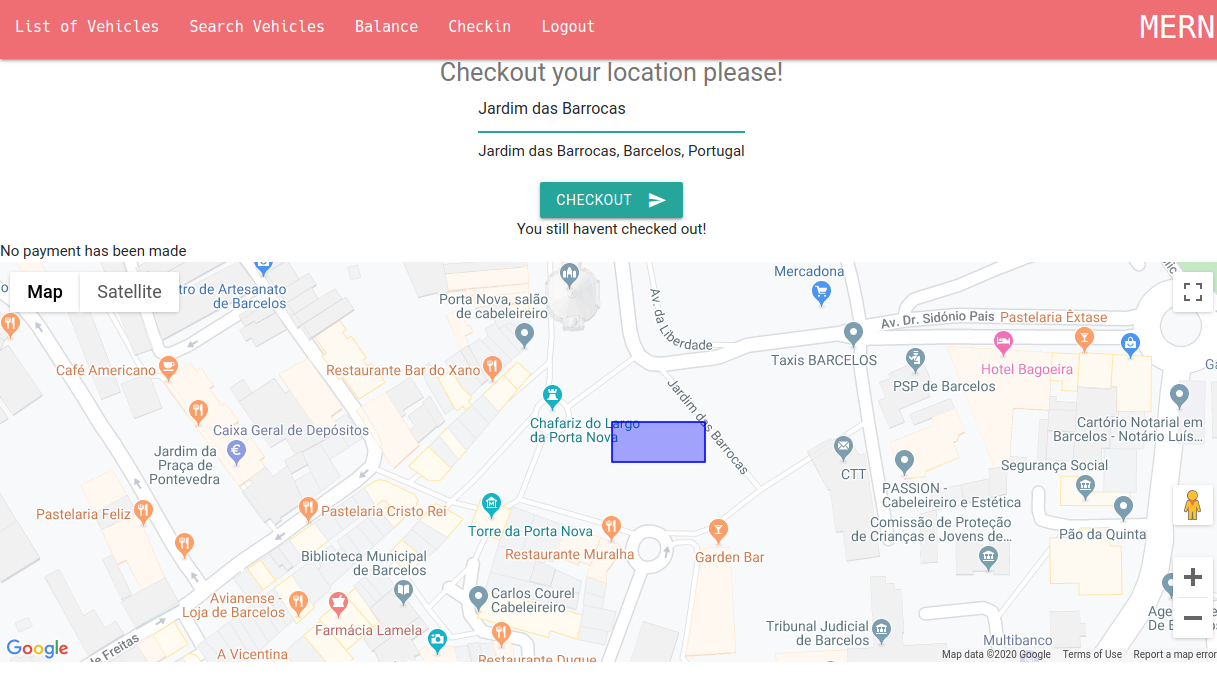 List of Vehicles
Search Vehicles
Balance
Checkin
Logout
MERN
Checkout your location please!
Jardim das Barrocas
Jardim das Barrocas, Barcelos, Portugal
CHECKOUT
You still havent checked out!
No payment has been made
Map
Satellite
tro de Artesanato
de Barcelos
Porta Nova, salão
de cabeleireiro
Av. da Liberdade
Mercadona
Av. Dr. Sidónio Pais
Pastelaria Êxtase
Taxis BARCELOS
Hotel Bagoeira
PSP de Barcelos
Café Americano
Restaurante Bar do Xano
Jardim das Barrocas
Chafariz do Largo
da Porta Nova
Caixa Geral de Depósitos
Jardim da
Praça de
Pontevedra
Cartório Notarial em
Barcelos - Notário Luís...
CTT
Segurança Social
PASSION -
Cabeleireiro e Estética
Pastelaria Feliz
Pastelaria Cristo Rei
Torre da Porta Nova
Comissão de Proteção
de Crianças e Jovens de...
Pão da Quinta
Restaurante Muralha
Garden Bar
Biblioteca Municipal
de Barcelos
Avianense -
Loja de Barcelos
Carlos Courel
Cabeleireiro
Farmácia Lamela
Tribunal Judicial
de Barcelos
Multibanco
Age
De B
de Freitas
A Vicentina
Restaurante Duque
Google
Map data ©2020 Google
Terms of Use
Report a map error